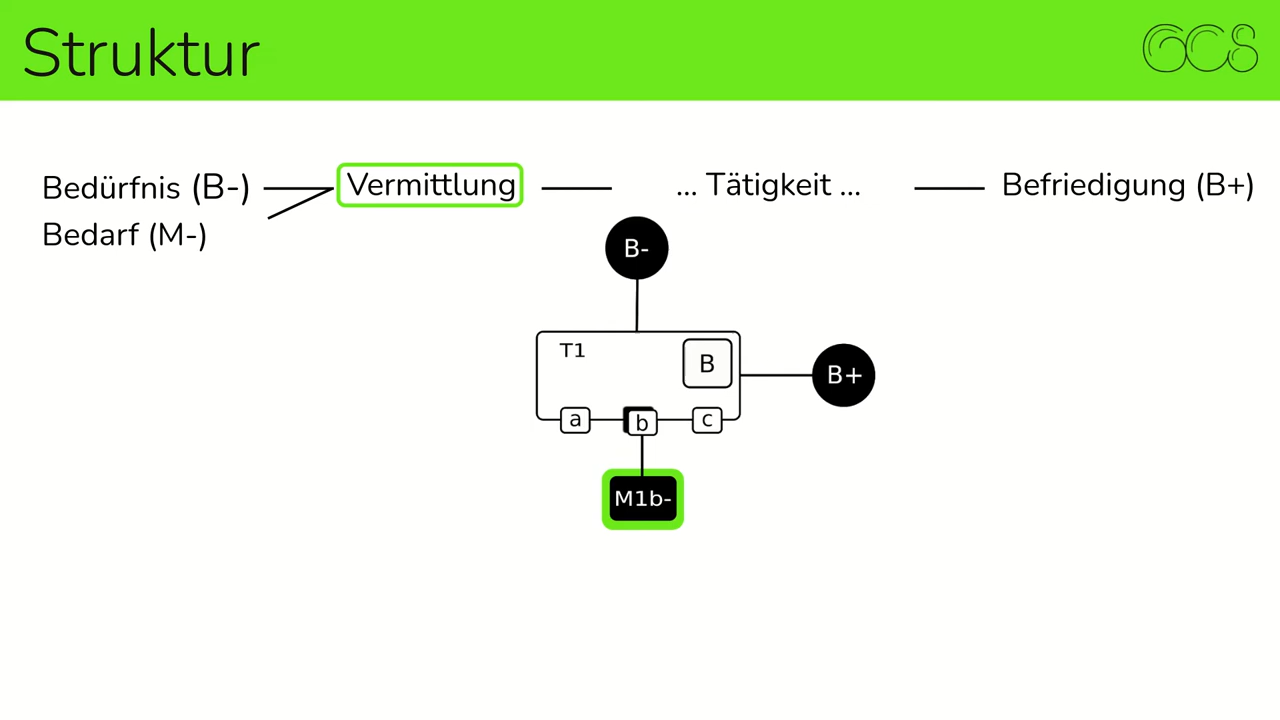 Struktur
GCS
Bedürfnis (B-)
Vermittlung
... Tätigkeit ...
Befriedigung (B+)
Bedarf (M-)
B-
T1
B
B+
a
b
c
M1b-